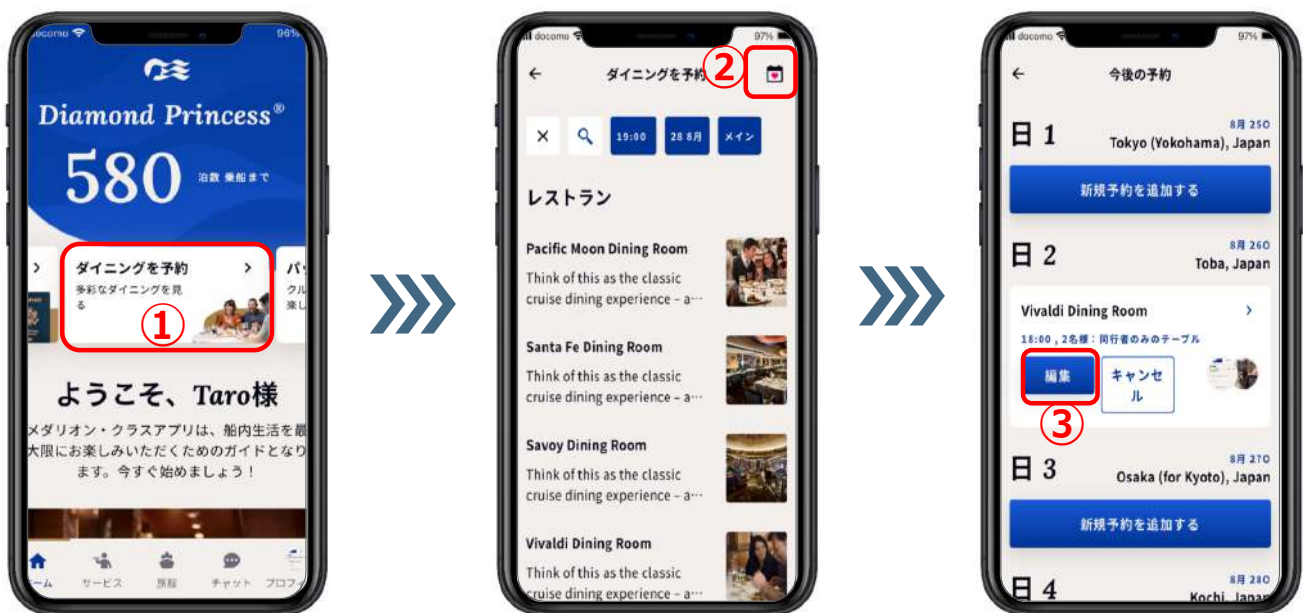 docomo
96%
Diamond Princess®
580 泊数 乗船まで
ダイニングを予約
多彩なダイニングを見
る
①
ようこそ、Taro様
メダリオン・クラスアプリは、船内生活を最
大限にお楽しみいただくためのガイドとなり
ます。今すぐ始めましょう！
ホーム サービス 旅程 チャット プロフィ
docomo
97%
ダイニングを予約
②
19:00 28 8月 メイン
レストラン
Pacific Moon Dining Room
Think of this as the classic
cruise dining experience – a…
Santa Fe Dining Room
Think of this as the classic
cruise dining experience – a…
Savoy Dining Room
Think of this as the classic
cruise dining experience – a…
Vivaldi Dining Room
Think of this as the classic
cruise dining experience – a…
docomo
97%
今後の予約
8月 25日
日 1
Tokyo (Yokohama), Japan
新規予約を追加する
8月 26日
日 2
Toba, Japan
Vivaldi Dining Room
18:00 , 2名様：同行者のみのテーブル
編集
キャンセ
ル
③
8月 27日
日 3
Osaka (for Kyoto), Japan
新規予約を追加する
8月 28日
日 4
Kochi, Japan